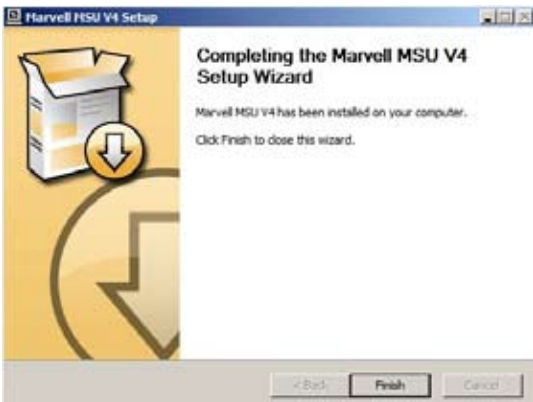 Marvell MSU V4 Setup
Completing the Marvell MSU V4
Setup Wizard
Marvell MSU V4 has been installed on your computer.
Click Finish to close this wizard.
< Back
Finish
Cancel